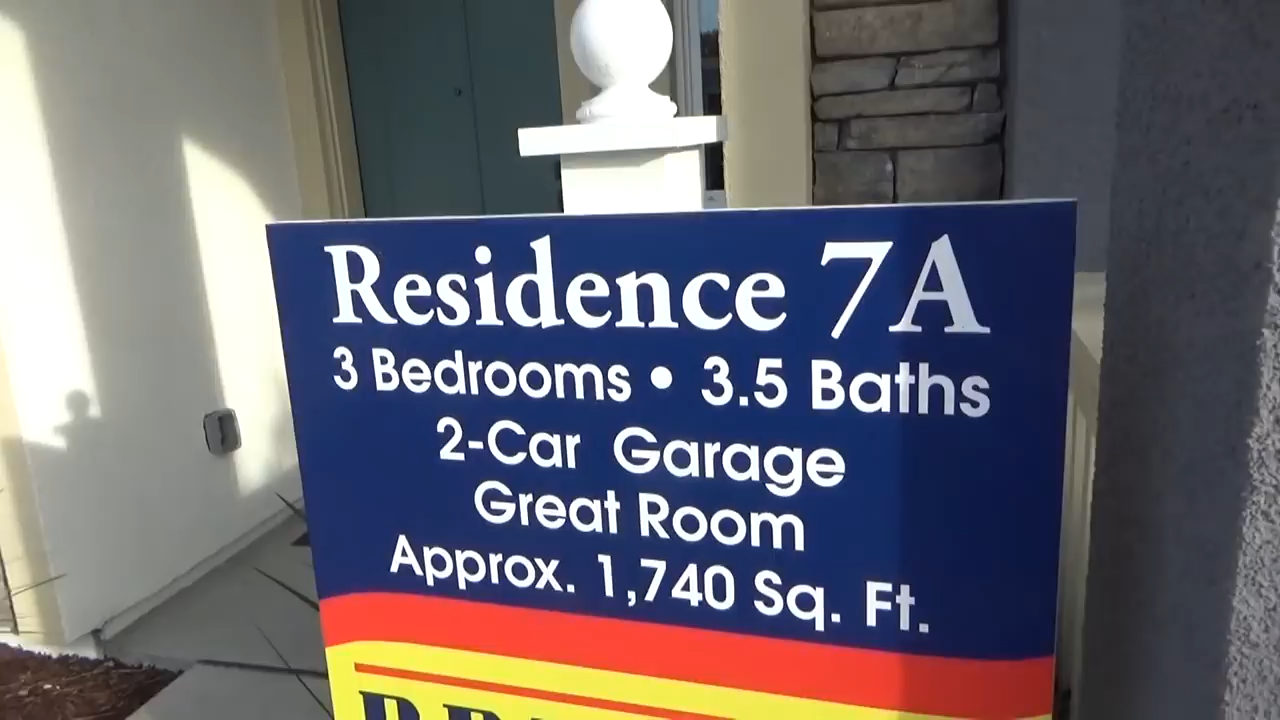 Residence 7A
3 Bedrooms • 3.5 Baths
2-Car Garage
Great Room
Approx. 1,740 Sq. Ft.